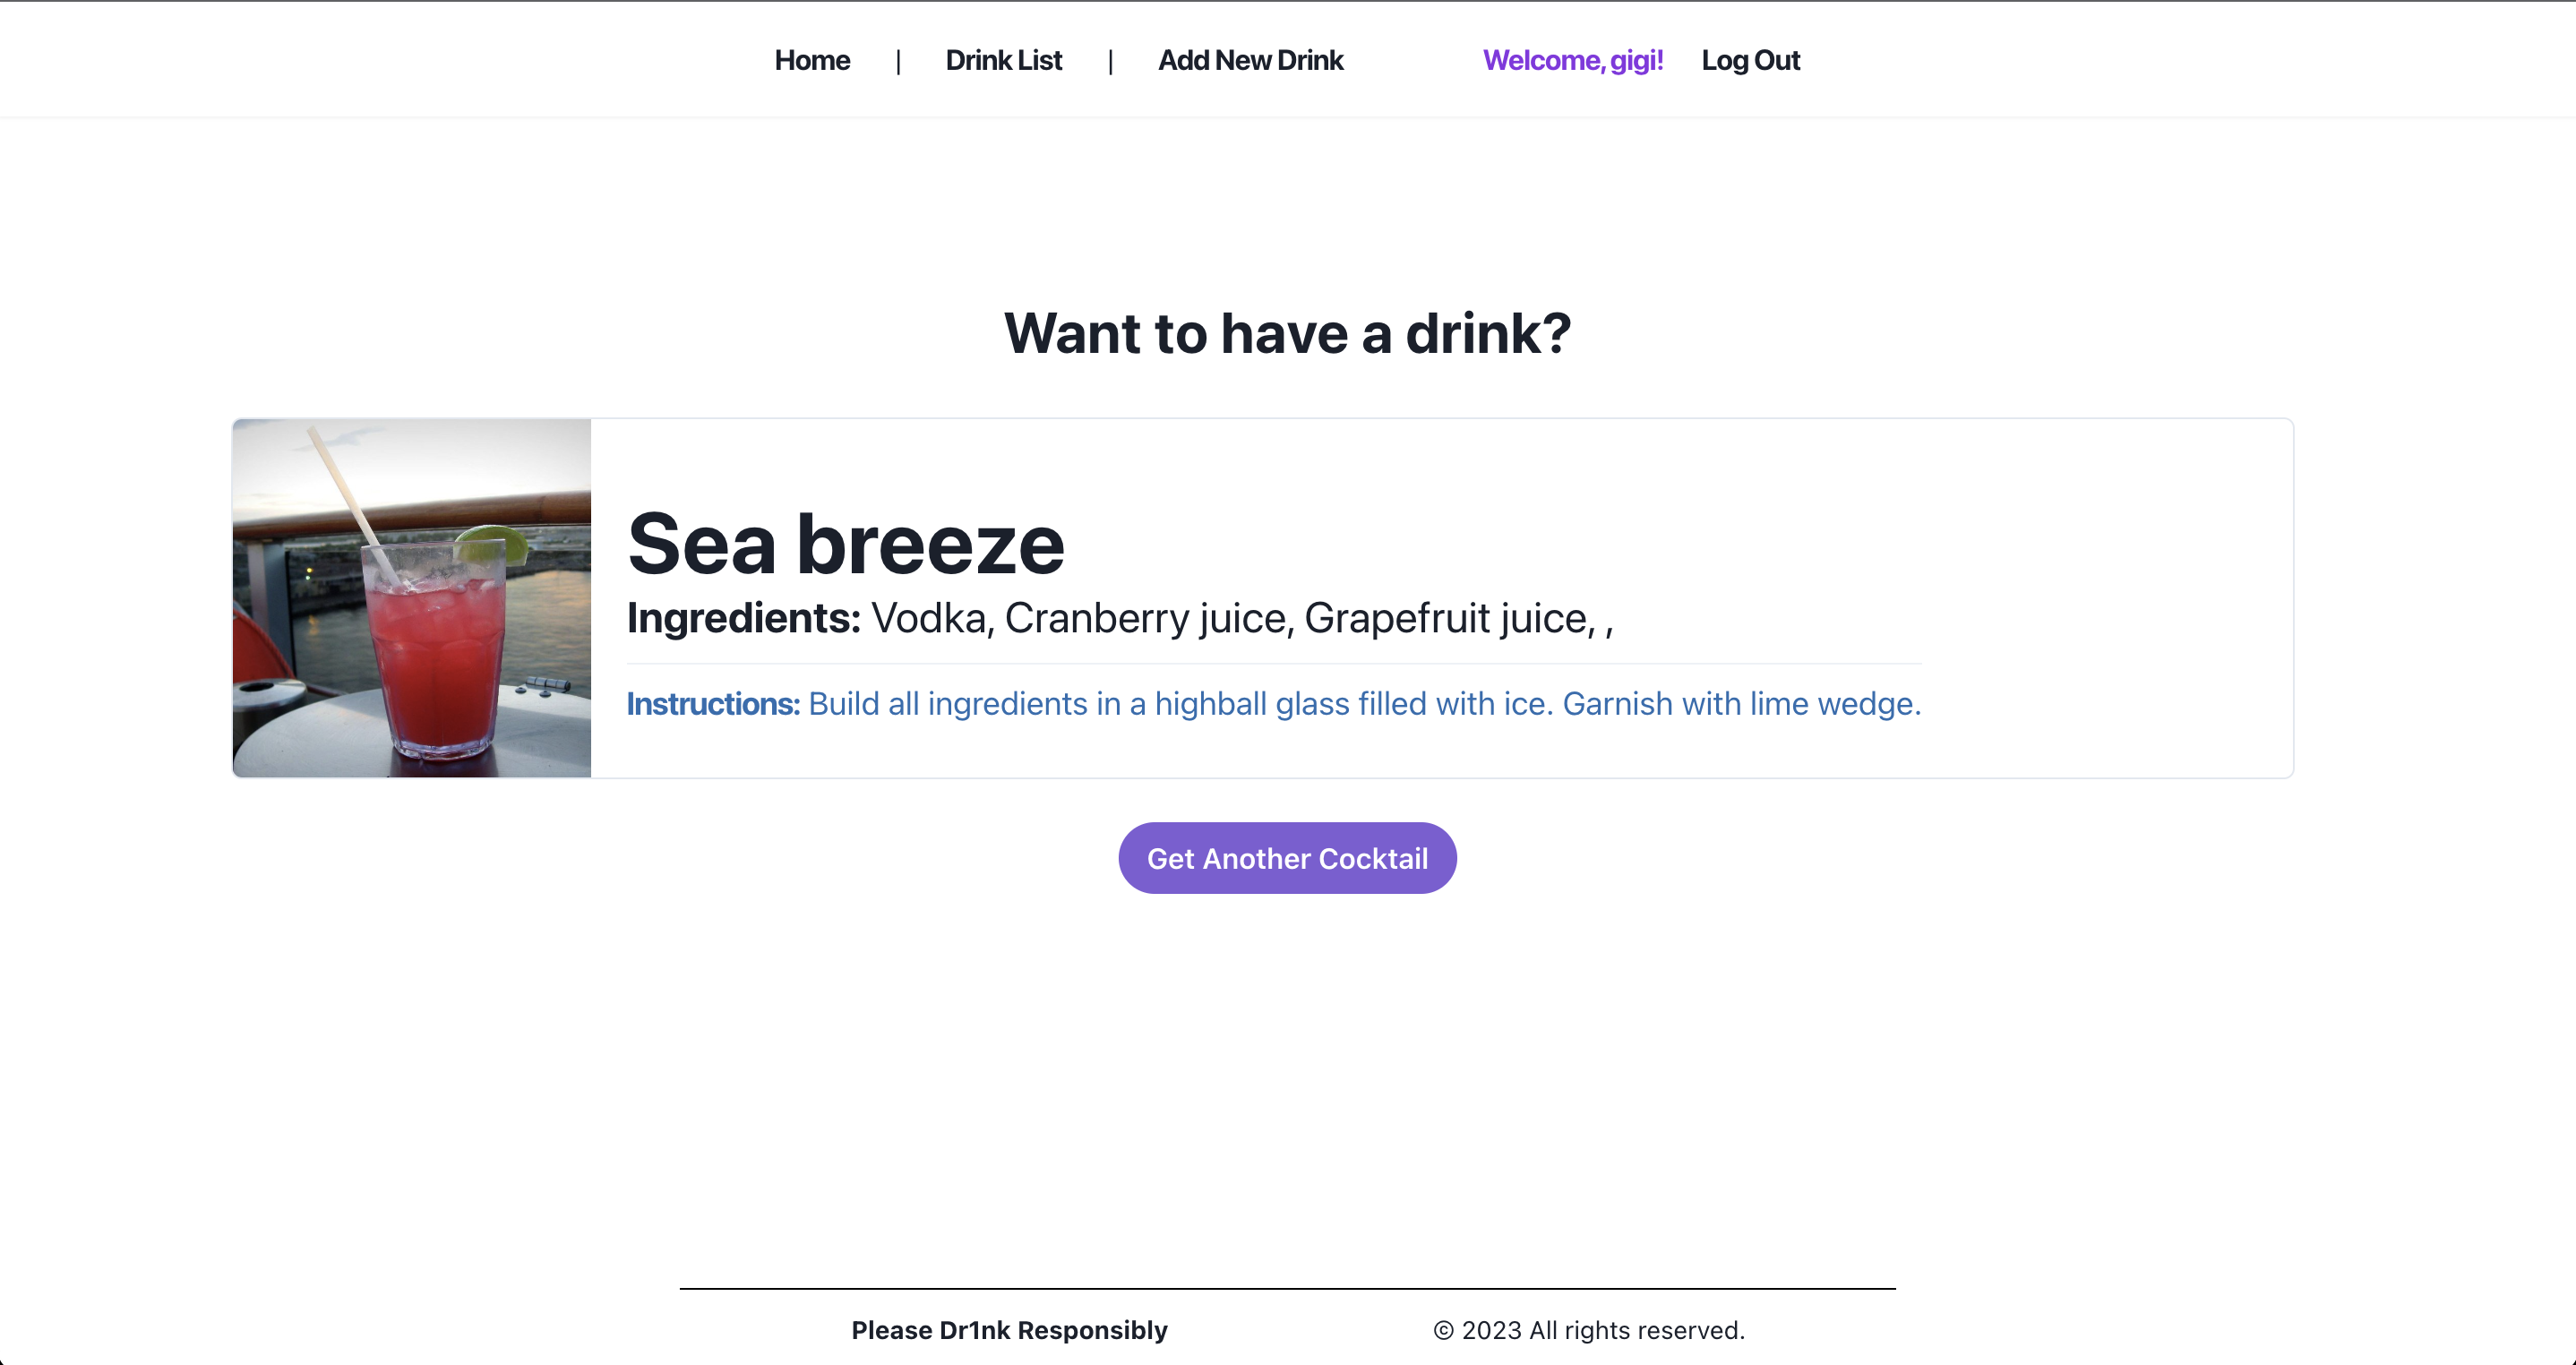 Home | Drink List | Add New Drink Welcome, gigi! Log Out
Want to have a drink?
Sea breeze
Ingredients: Vodka, Cranberry juice, Grapefruit juice, ,
Instructions: Build all ingredients in a highball glass filled with ice. Garnish with lime wedge.
Get Another Cocktail
Please Dr1nk Responsibly © 2023 All rights reserved.